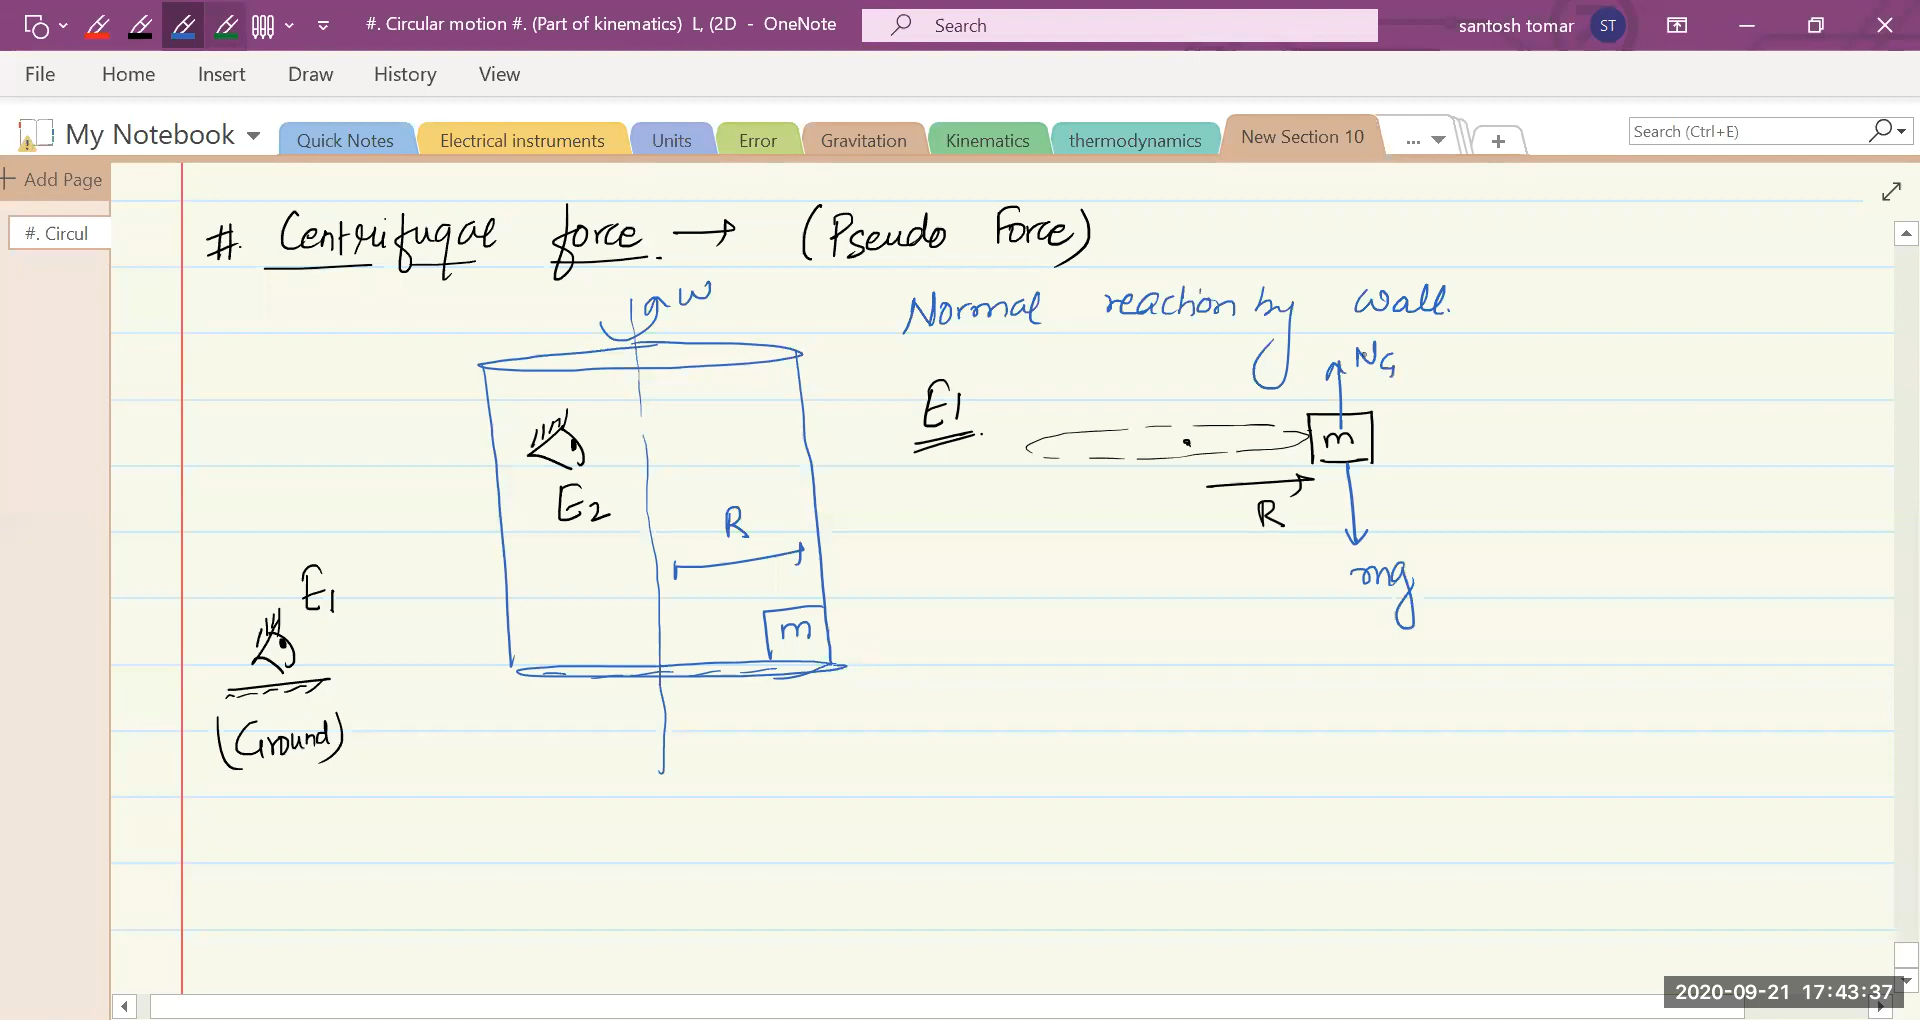 #. Circular motion #. (Part of kinematics) L, (2D - OneNote
Search
santosh tomar
ST
File Home Insert Draw History View
My Notebook
Quick Notes
Electrical instruments
Units
Error
Gravitation
Kinematics
thermodynamics
New Section 10
...
Search (Ctrl+E)
Add Page
#. Circul
#. Centrifugal force. → (Pseudo Force)
ω
Normal reaction by wall.
NG
E1
m
E2
R
R
mg
E1
m
(Ground)
2020-09-21 17:43:37